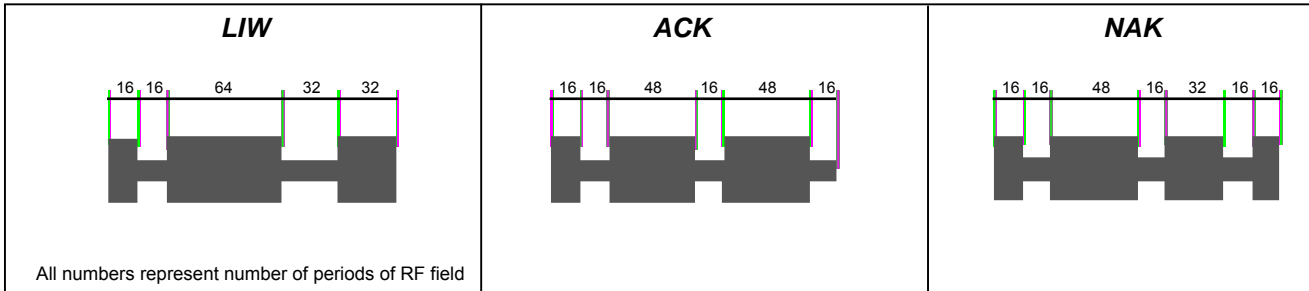 LIW
16 16 64 32 32
All numbers represent number of periods of RF field
ACK
16 16 48 16 48 16
NAK
16 16 48 16 32 16 16